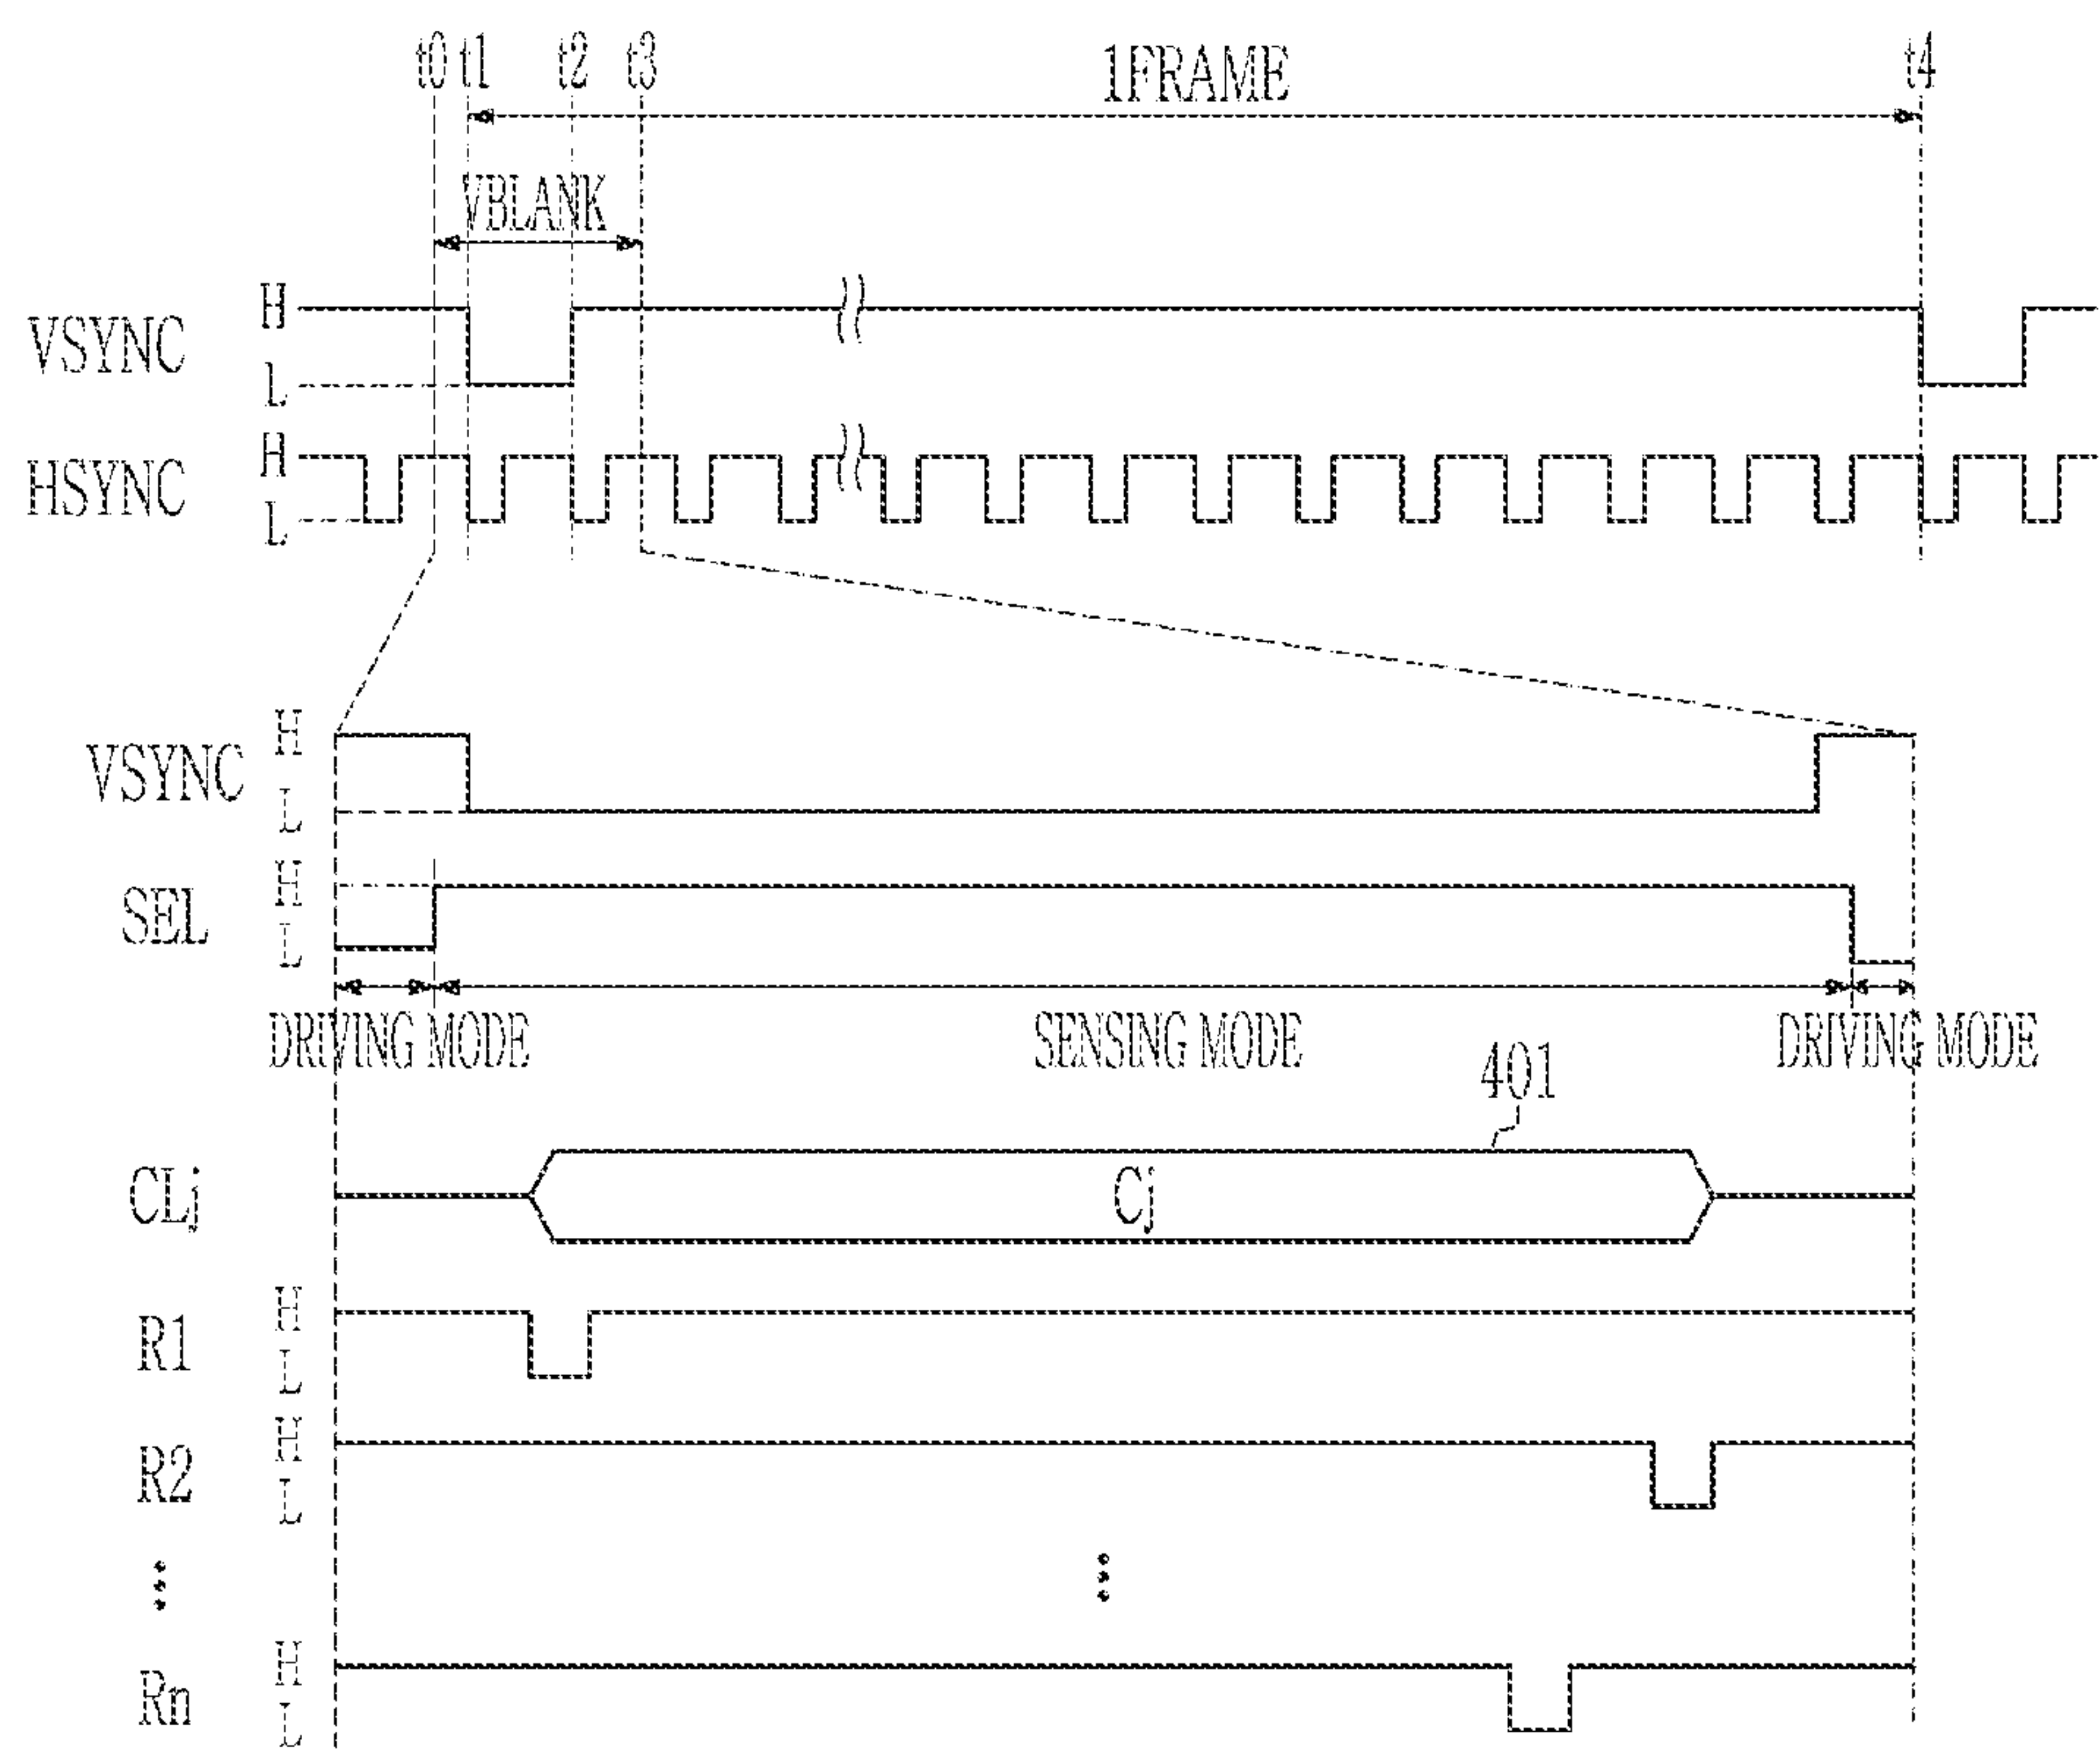 t0 t1 t2 t3 1FRAME t4
VBLANK
H
VSYNC
L
H
HSYNC
L
H
VSYNC
L
H
SEL
L
DRIVING MODE SENSING MODE DRIVING MODE
401
CLj Cj
H
R1
L
H
R2
L
H
Rn
L